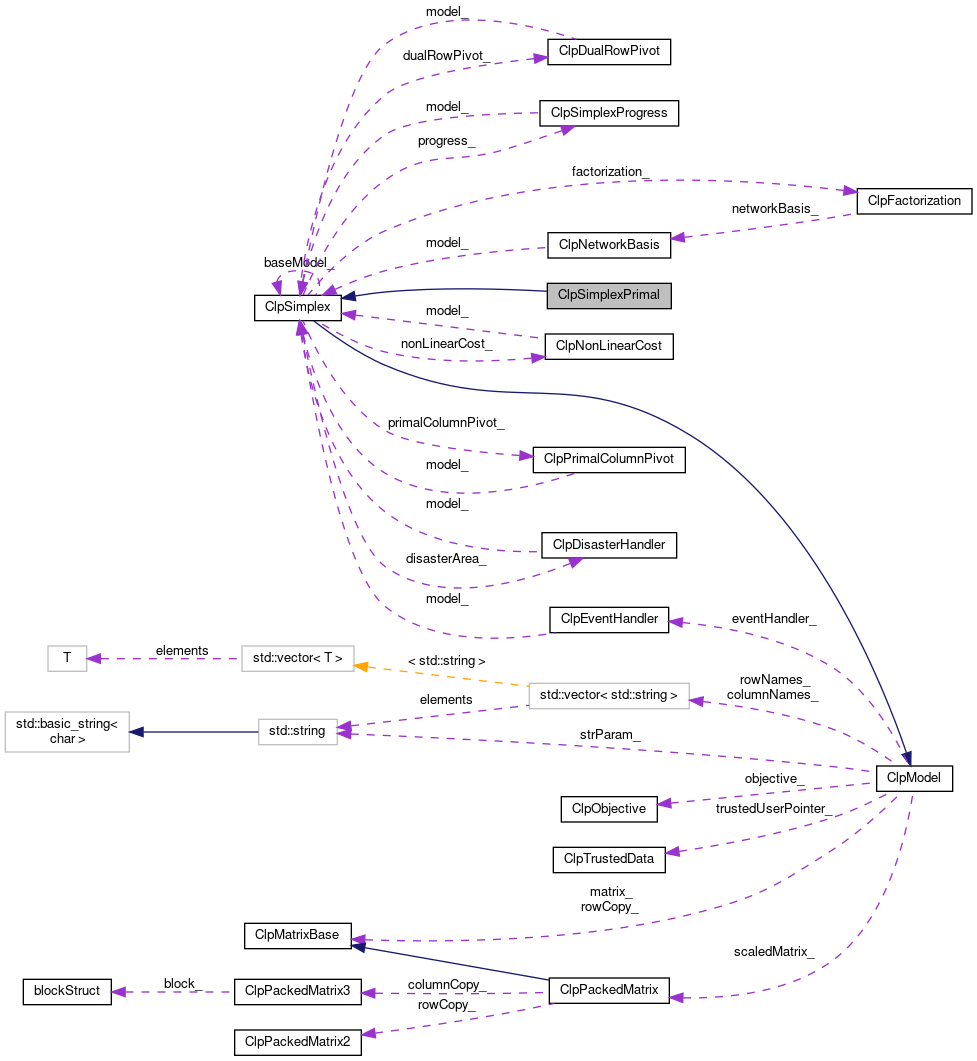 model_
ClpDualRowPivot
dualRowPivot_
model_
ClpSimplexProgress
progress_
factorization_
ClpFactorization
networkBasis_
model_
ClpNetworkBasis
baseModel_
ClpSimplexPrimal
ClpSimplex
model_
nonLinearCost_
ClpNonLinearCost
primalColumnPivot_
ClpPrimalColumnPivot
model_
model_
ClpDisasterHandler
disasterArea_
model_
ClpEventHandler
eventHandler_
T
elements
std::vector< T >
< std::string >
rowNames_
columnNames_
std::vector< std::string >
elements
std::basic_string<
char >
std::string
strParam_
ClpModel
objective_
ClpObjective
trustedUserPointer_
ClpTrustedData
matrix_
rowCopy_
ClpMatrixBase
scaledMatrix_
blockStruct
block_
ClpPackedMatrix3
columnCopy_
ClpPackedMatrix
rowCopy_
ClpPackedMatrix2